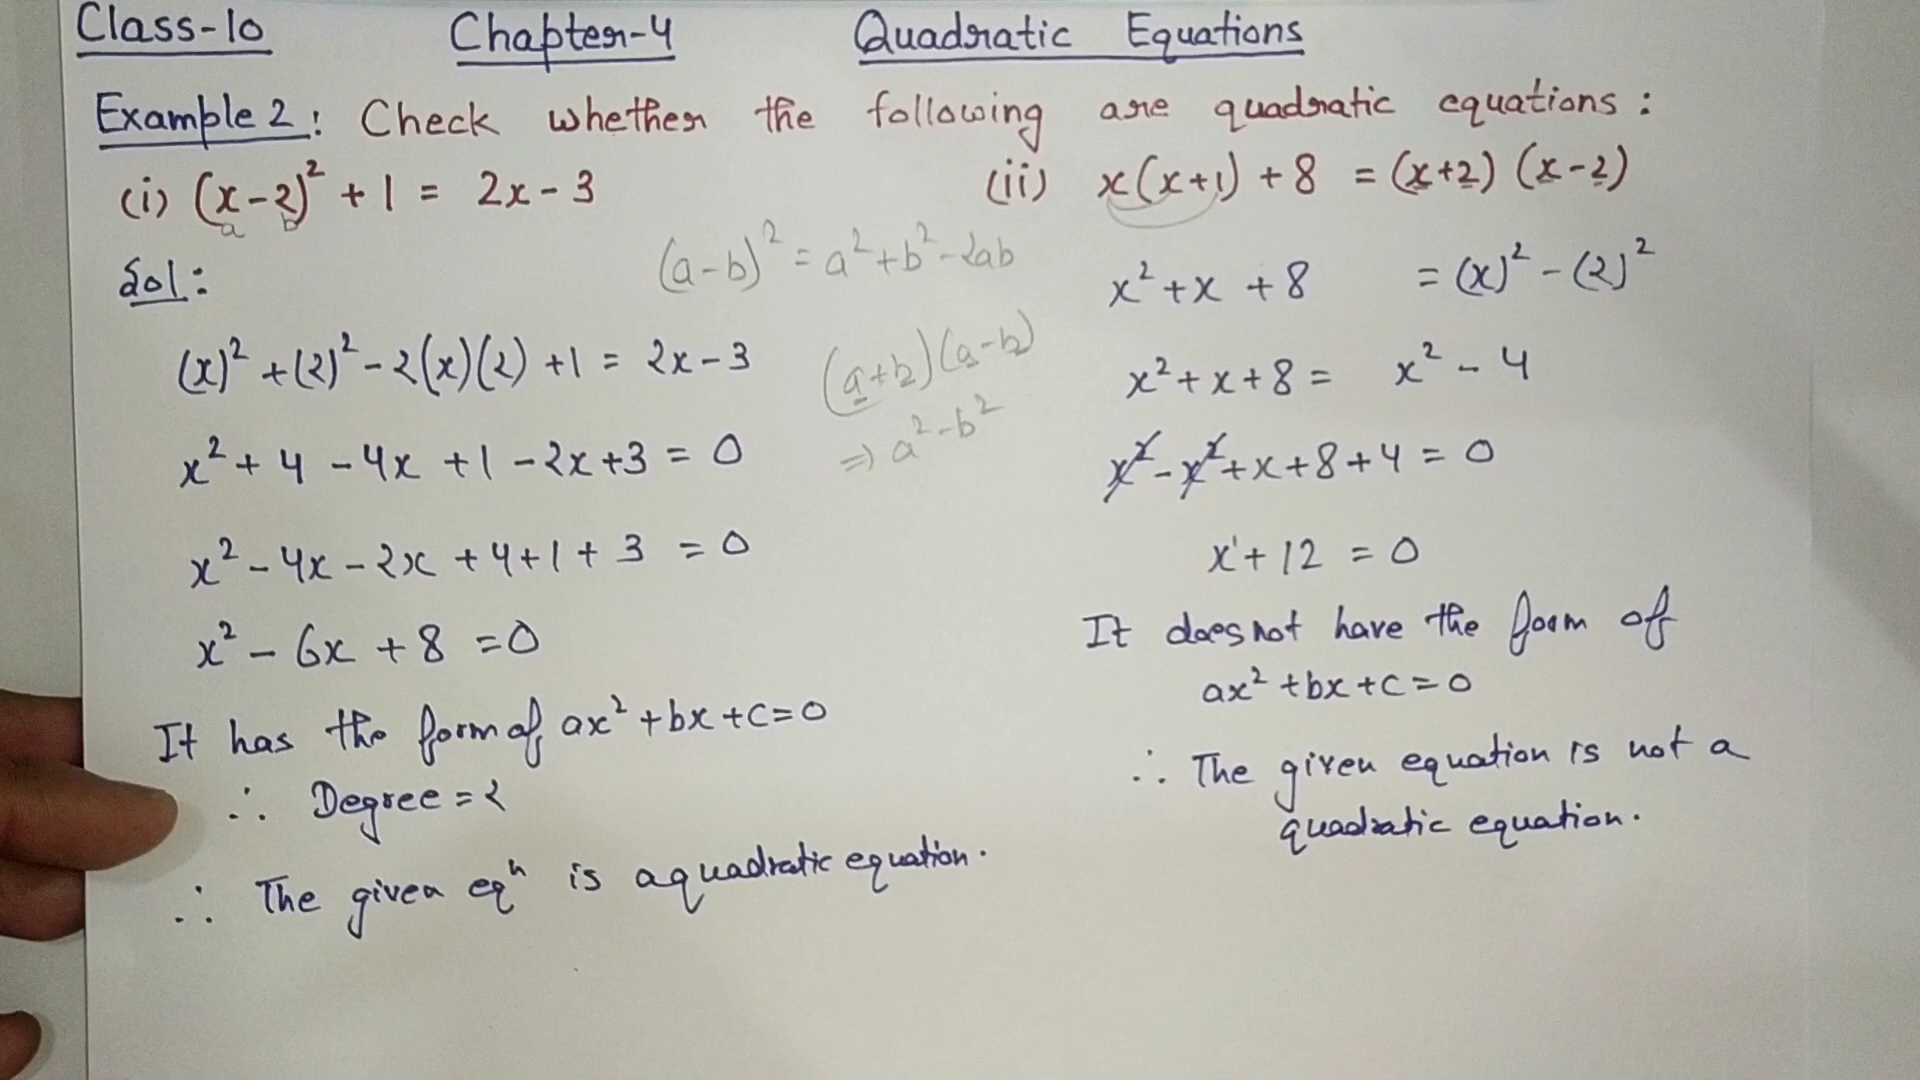 Class-10 Chapter-4 Quadratic Equations
Example 2: Check whether the following are quadratic equations:
(i) (x-2)² + 1 = 2x - 3
a b
(ii) x(x+1) + 8 = (x+2) (x-2)
Sol:
(a-b)² = a²+b²-2ab
(x)² + (2)² - 2(x)(2) + 1 = 2x - 3
(a+b)(a-b)
⇒ a²-b²
x² + 4 - 4x + 1 - 2x + 3 = 0
x² - 4x - 2x + 4 + 1 + 3 = 0
x² - 6x + 8 = 0
It has the form of ax² + bx + c = 0
∴ Degree = 2
∴ The given eqⁿ is a quadratic equation.
x² + x + 8 = (x)² - (2)²
x² + x + 8 = x² - 4
x² - x² + x + 8 + 4 = 0
x¹ + 12 = 0
It does not have the form of
ax² + bx + c = 0
∴ The given equation is not a
quadratic equation.